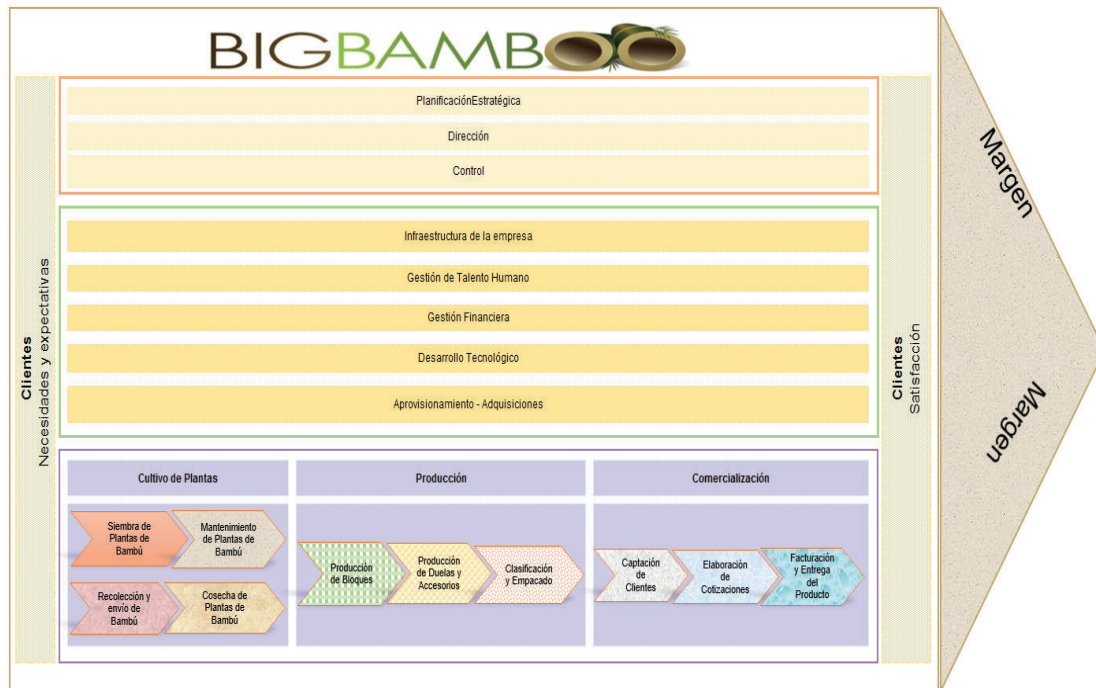 BIGBAMBOO
Clientes
Necesidades y expectativas
PlanificaciónEstratégica
Dirección
Control
Infraestructura de la empresa
Gestión de Talento Humano
Gestión Financiera
Desarrollo Tecnológico
Aprovisionamiento - Adquisiciones
Cultivo de Plantas
Siembra de
Plantas de
Bambú
Mantenimiento
de Plantas de
Bambú
Recolección y
envío de
Bambú
Cosecha de
Plantas de
Bambú
Producción
Producción
de Bloques
Producción
de Duelas y
Accesorios
Clasificación
y Empacado
Comercialización
Captación
de
Clientes
Elaboración
de
Cotizaciones
Facturación
y Entrega
del
Producto
Clientes
Satisfacción
Margen
Margen